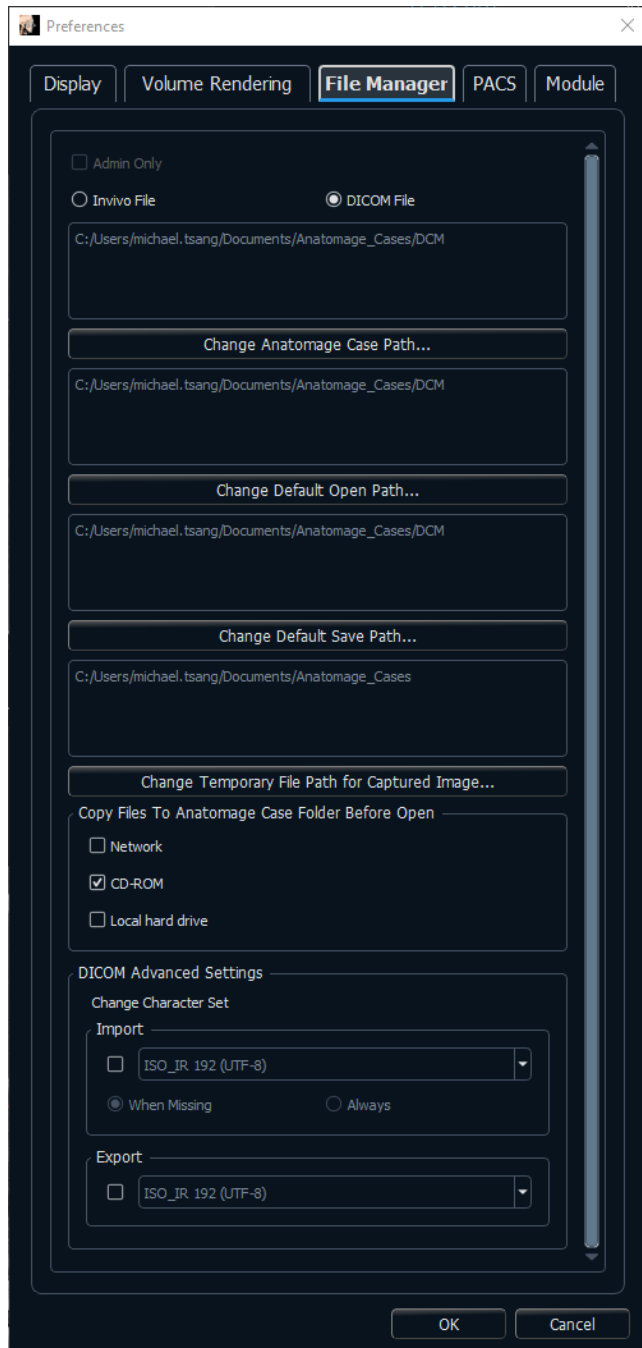 Preferences
Display Volume Rendering File Manager PACS Module
Admin Only
Invivo File DICOM File
C:/Users/michael.tsang/Documents/Anatomage_Cases/DCM
Change Anatomage Case Path...
C:/Users/michael.tsang/Documents/Anatomage_Cases/DCM
Change Default Open Path...
C:/Users/michael.tsang/Documents/Anatomage_Cases/DCM
Change Default Save Path...
C:/Users/michael.tsang/Documents/Anatomage_Cases
Change Temporary File Path for Captured Image...
Copy Files To Anatomage Case Folder Before Open
Network
CD-ROM
Local hard drive
DICOM Advanced Settings
Change Character Set
Import
ISO_IR 192 (UTF-8)
When Missing Always
Export
ISO_IR 192 (UTF-8)
OK Cancel